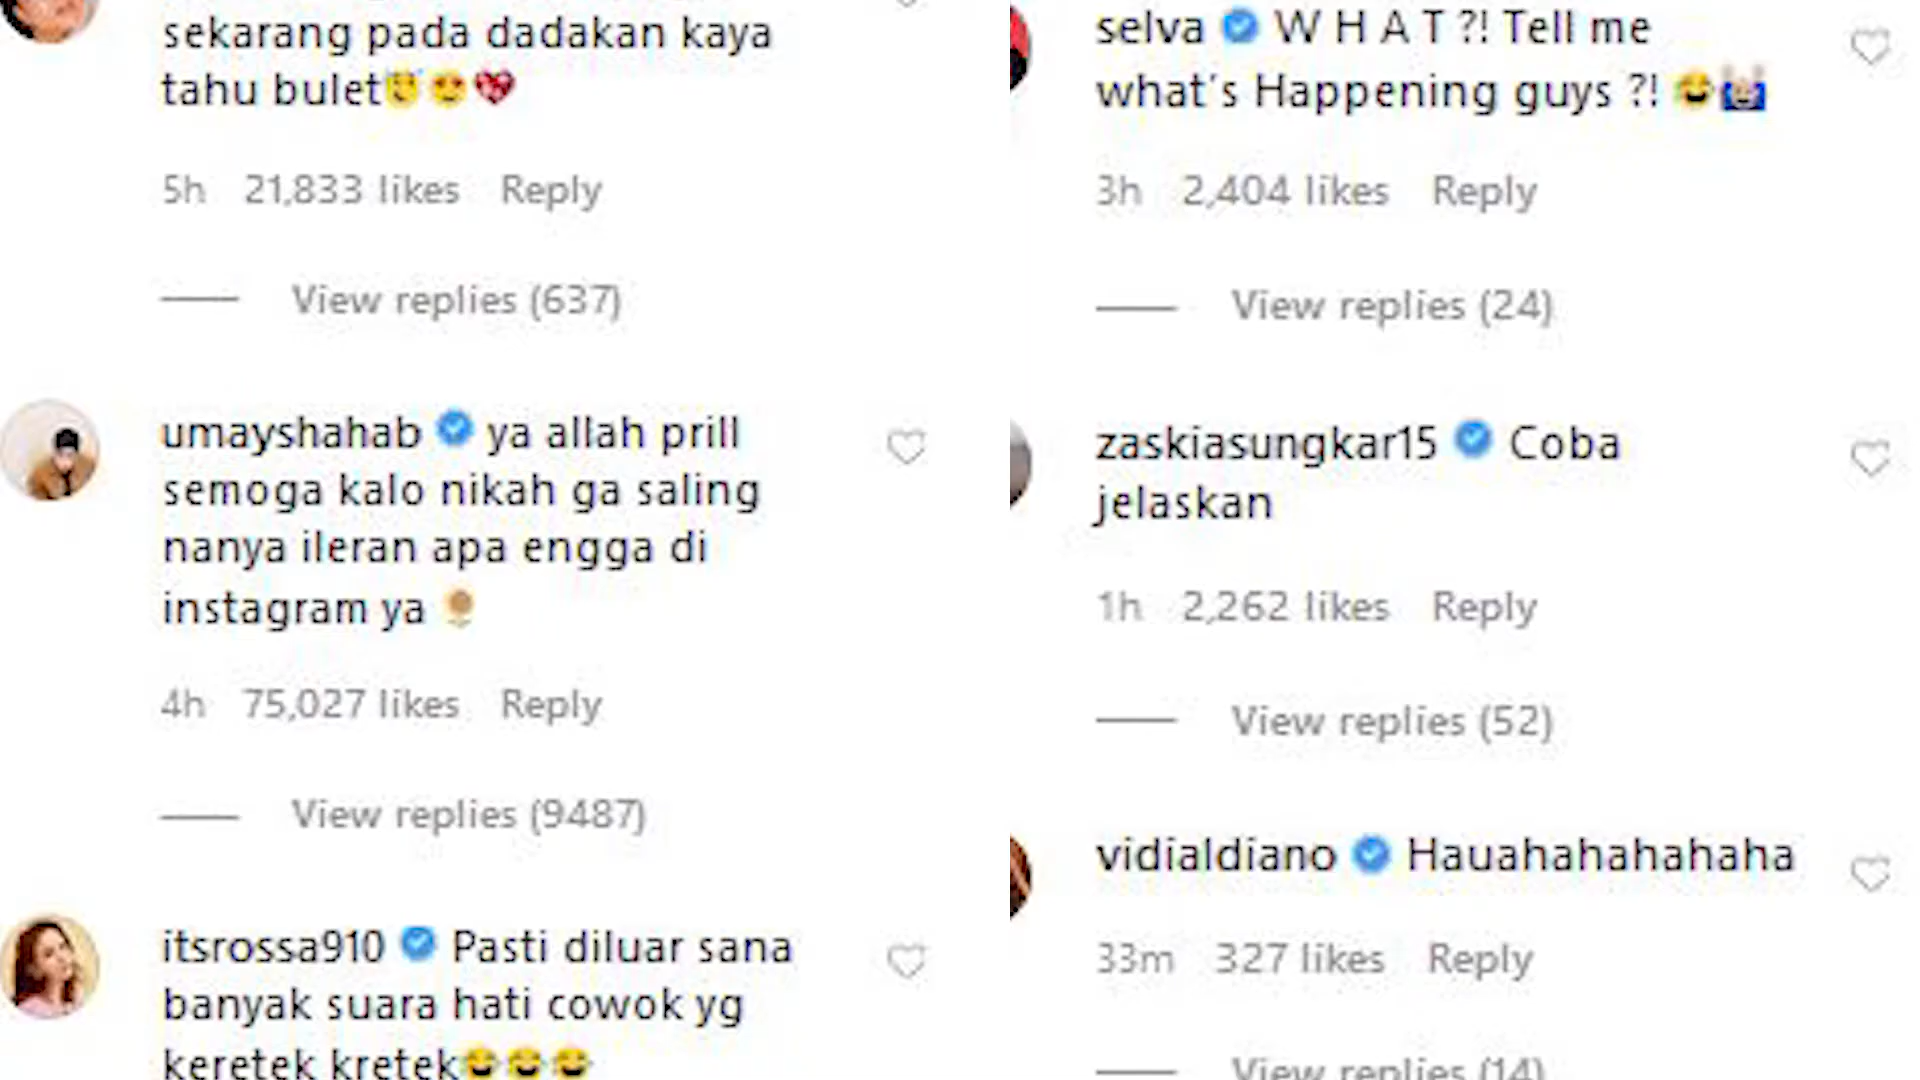 sekarang pada dadakan kaya
tahu bulet
5h 21,833 likes Reply
View replies (637)
umayshahab ya allah prill
semoga kalo nikah ga saling
nanya ileran apa engga di
instagram ya
4h 75,027 likes Reply
View replies (9487)
itsrossa910 Pasti diluar sana
banyak suara hati cowok yg
keretek kretek😂😂😂
selva W H A T ?! Tell me
what's Happening guys ?!
3h 2,404 likes Reply
View replies (24)
zaskiasungkar15 Coba
jelaskan
1h 2,262 likes Reply
View replies (52)
vidialdiano Hauahahahahaha
33m 327 likes Reply
View replies (14)